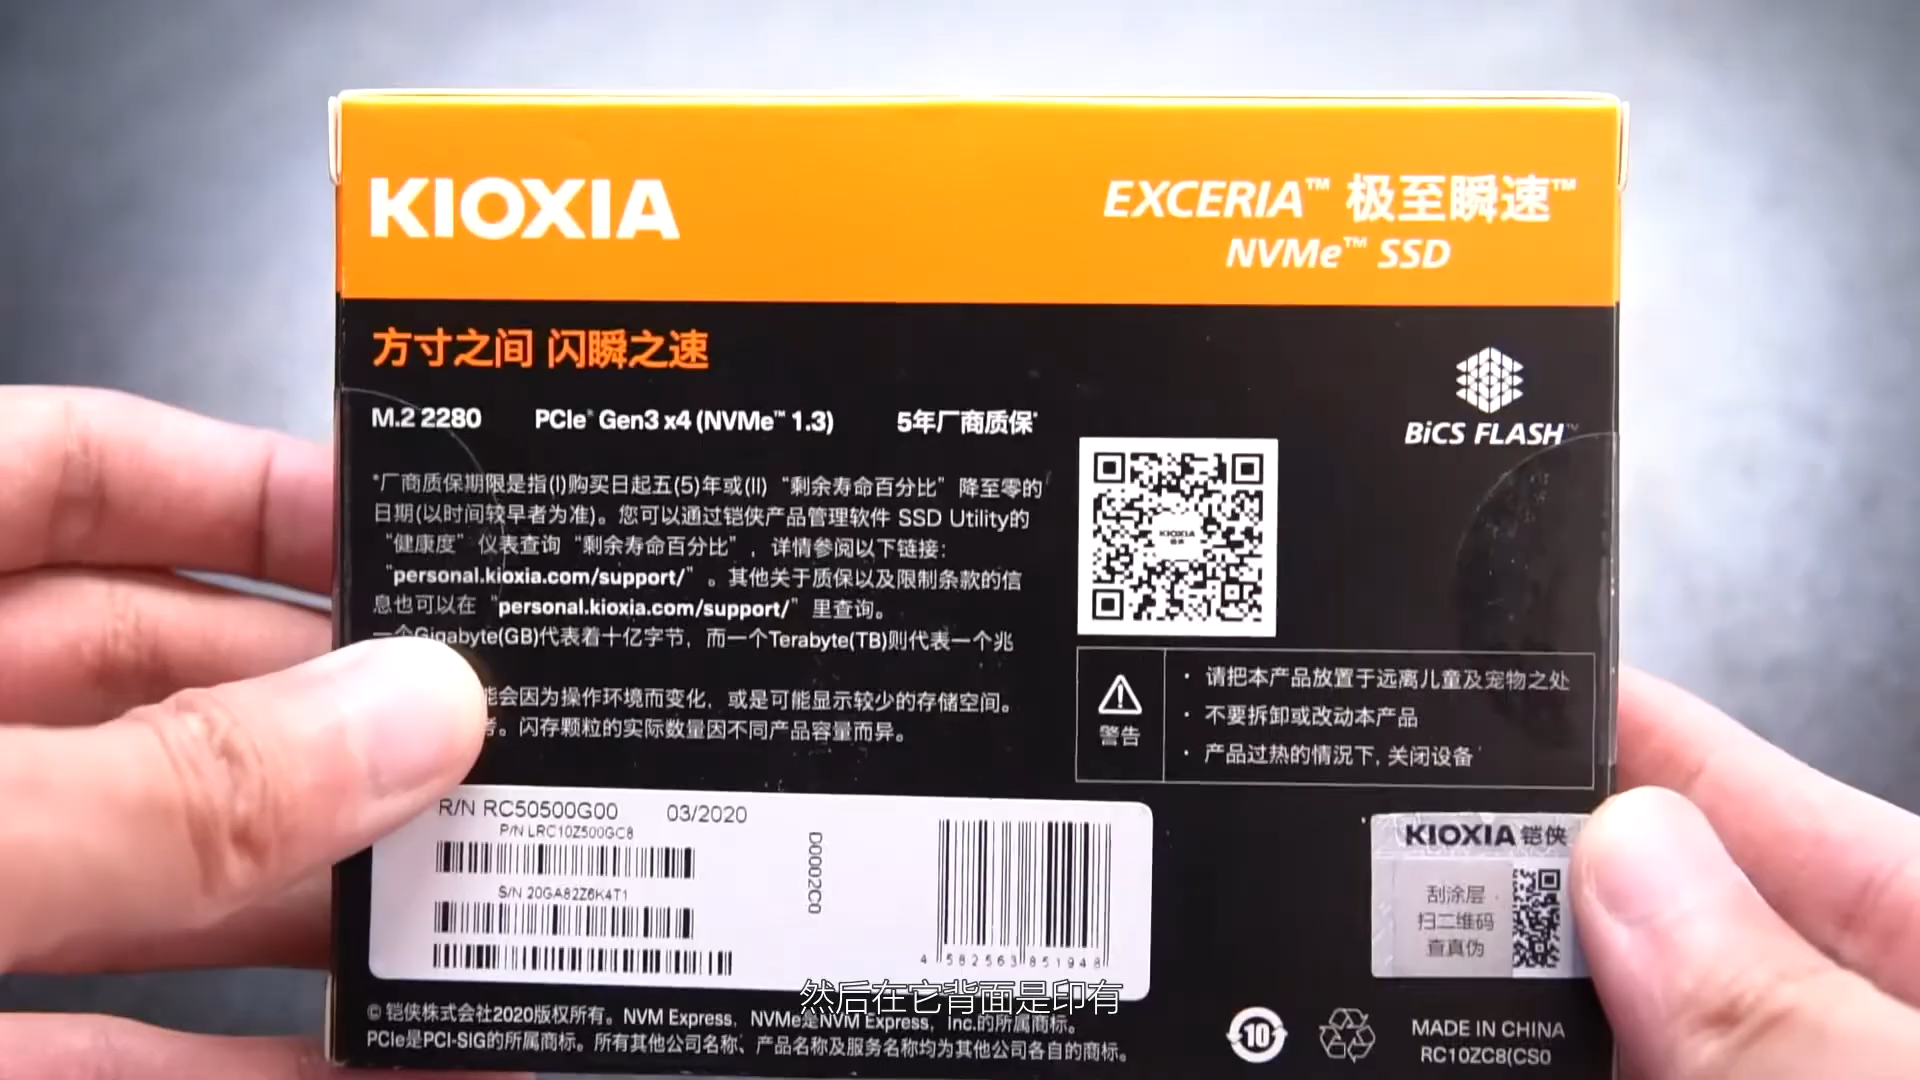 KIOXIA
EXCERIA™ 极至瞬速™
NVMe™ SSD
方寸之间 闪瞬之速
BiCS FLASH™
M.2 2280 PCIe® Gen3 x4 (NVMe™ 1.3) 5年厂商质保*
*厂商质保期限是指(I)购买日起五(5)年或(II)“剩余寿命百分比”降至零的
日期(以时间较早者为准)。您可以通过铠侠产品管理软件 SSD Utility的
“健康度”仪表查询“剩余寿命百分比”，详情参阅以下链接：
“personal.kioxia.com/support/”。其他关于质保以及限制条款的信
息也可以在“personal.kioxia.com/support/”里查询。
一个Gigabyte(GB)代表着十亿字节，而一个Terabyte(TB)则代表一个兆
能会因为操作环境而变化，或是可能显示较少的存储空间。
考。闪存颗粒的实际数量因不同产品容量而异。
KIOXIA
警告
· 请把本产品放置于远离儿童及宠物之处
· 不要拆卸或改动本产品
· 产品过热的情况下, 关闭设备
R/N RC50500G00 03/2020
P/N LRC10Z500GC8
S/N 20GA82Z6K4T1
D0002C0
4 582563 851948
KIOXIA 铠侠
刮涂层
扫二维码
查真伪
然后在它背面是印有
© 铠侠株式会社2020版权所有。NVM Express，NVMe是NVM Express，Inc.的所属商标。
PCIe是PCI-SIG的所属商标。所有其他公司名称、产品名称及服务名称均为其他公司各自的商标。
10
MADE IN CHINA
RC10ZC8(CS0